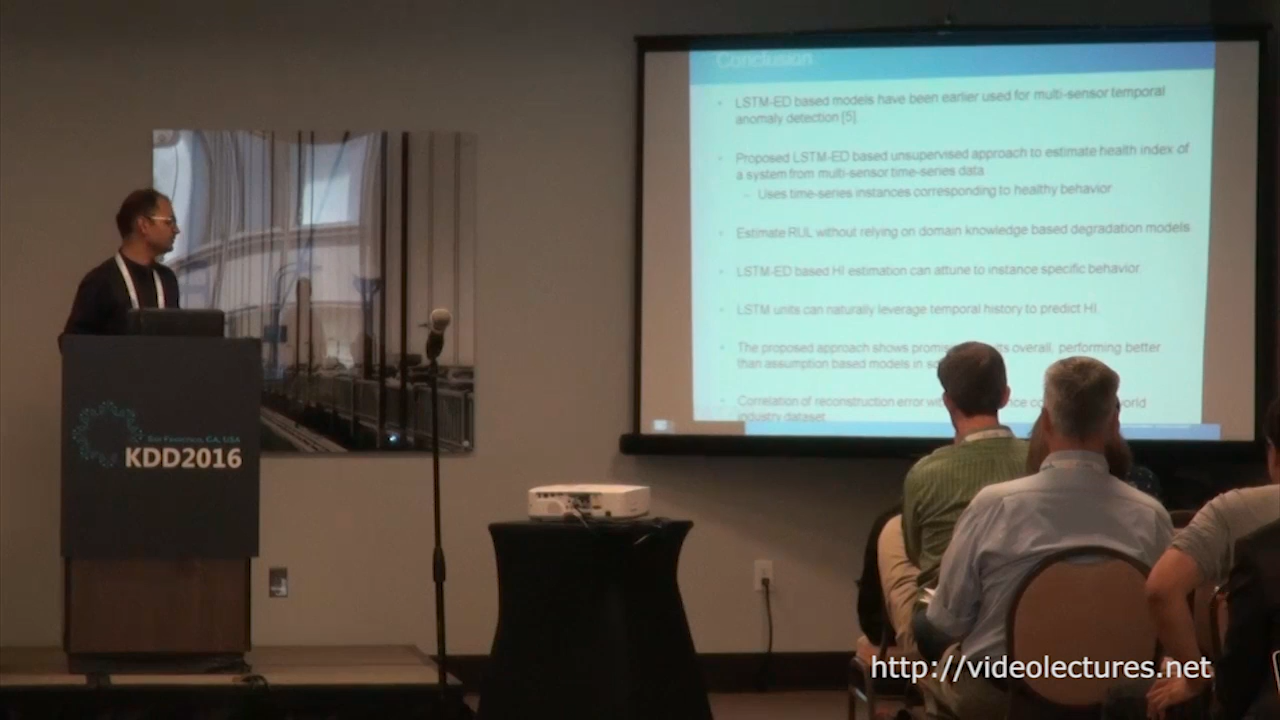 Conclusion
LSTM-ED based models have been earlier used for multi-sensor temporal
anomaly detection [5].
Proposed LSTM-ED based unsupervised approach to estimate health index of
a system from multi-sensor time-series data
– Uses time-series instances corresponding to healthy behavior
Estimate RUL without relying on domain knowledge based degradation models
LSTM-ED based HI estimation can attune to instance specific behavior.
LSTM units can naturally leverage temporal history to predict HI.
The proposed approach shows overall, performing better
than assumption based models in
Correlation of reconstruction error
industry dataset
San Francisco, CA, USA
KDD2016
http://videolectures.net